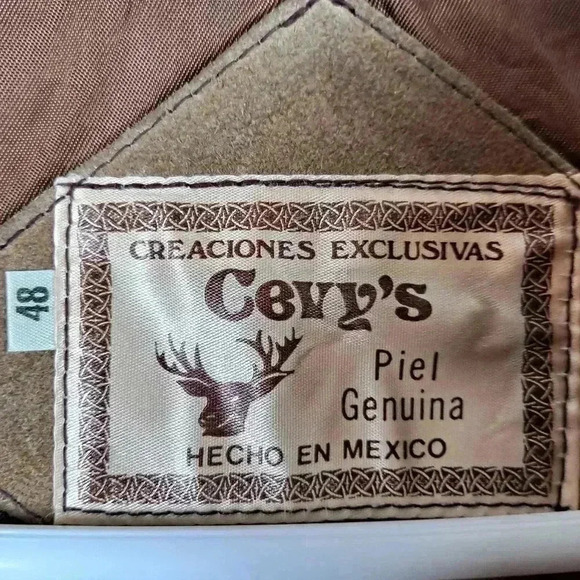 CREACIONES EXCLUSIVAS
Cevy's
Piel
Genuina
HECHO EN MEXICO
48